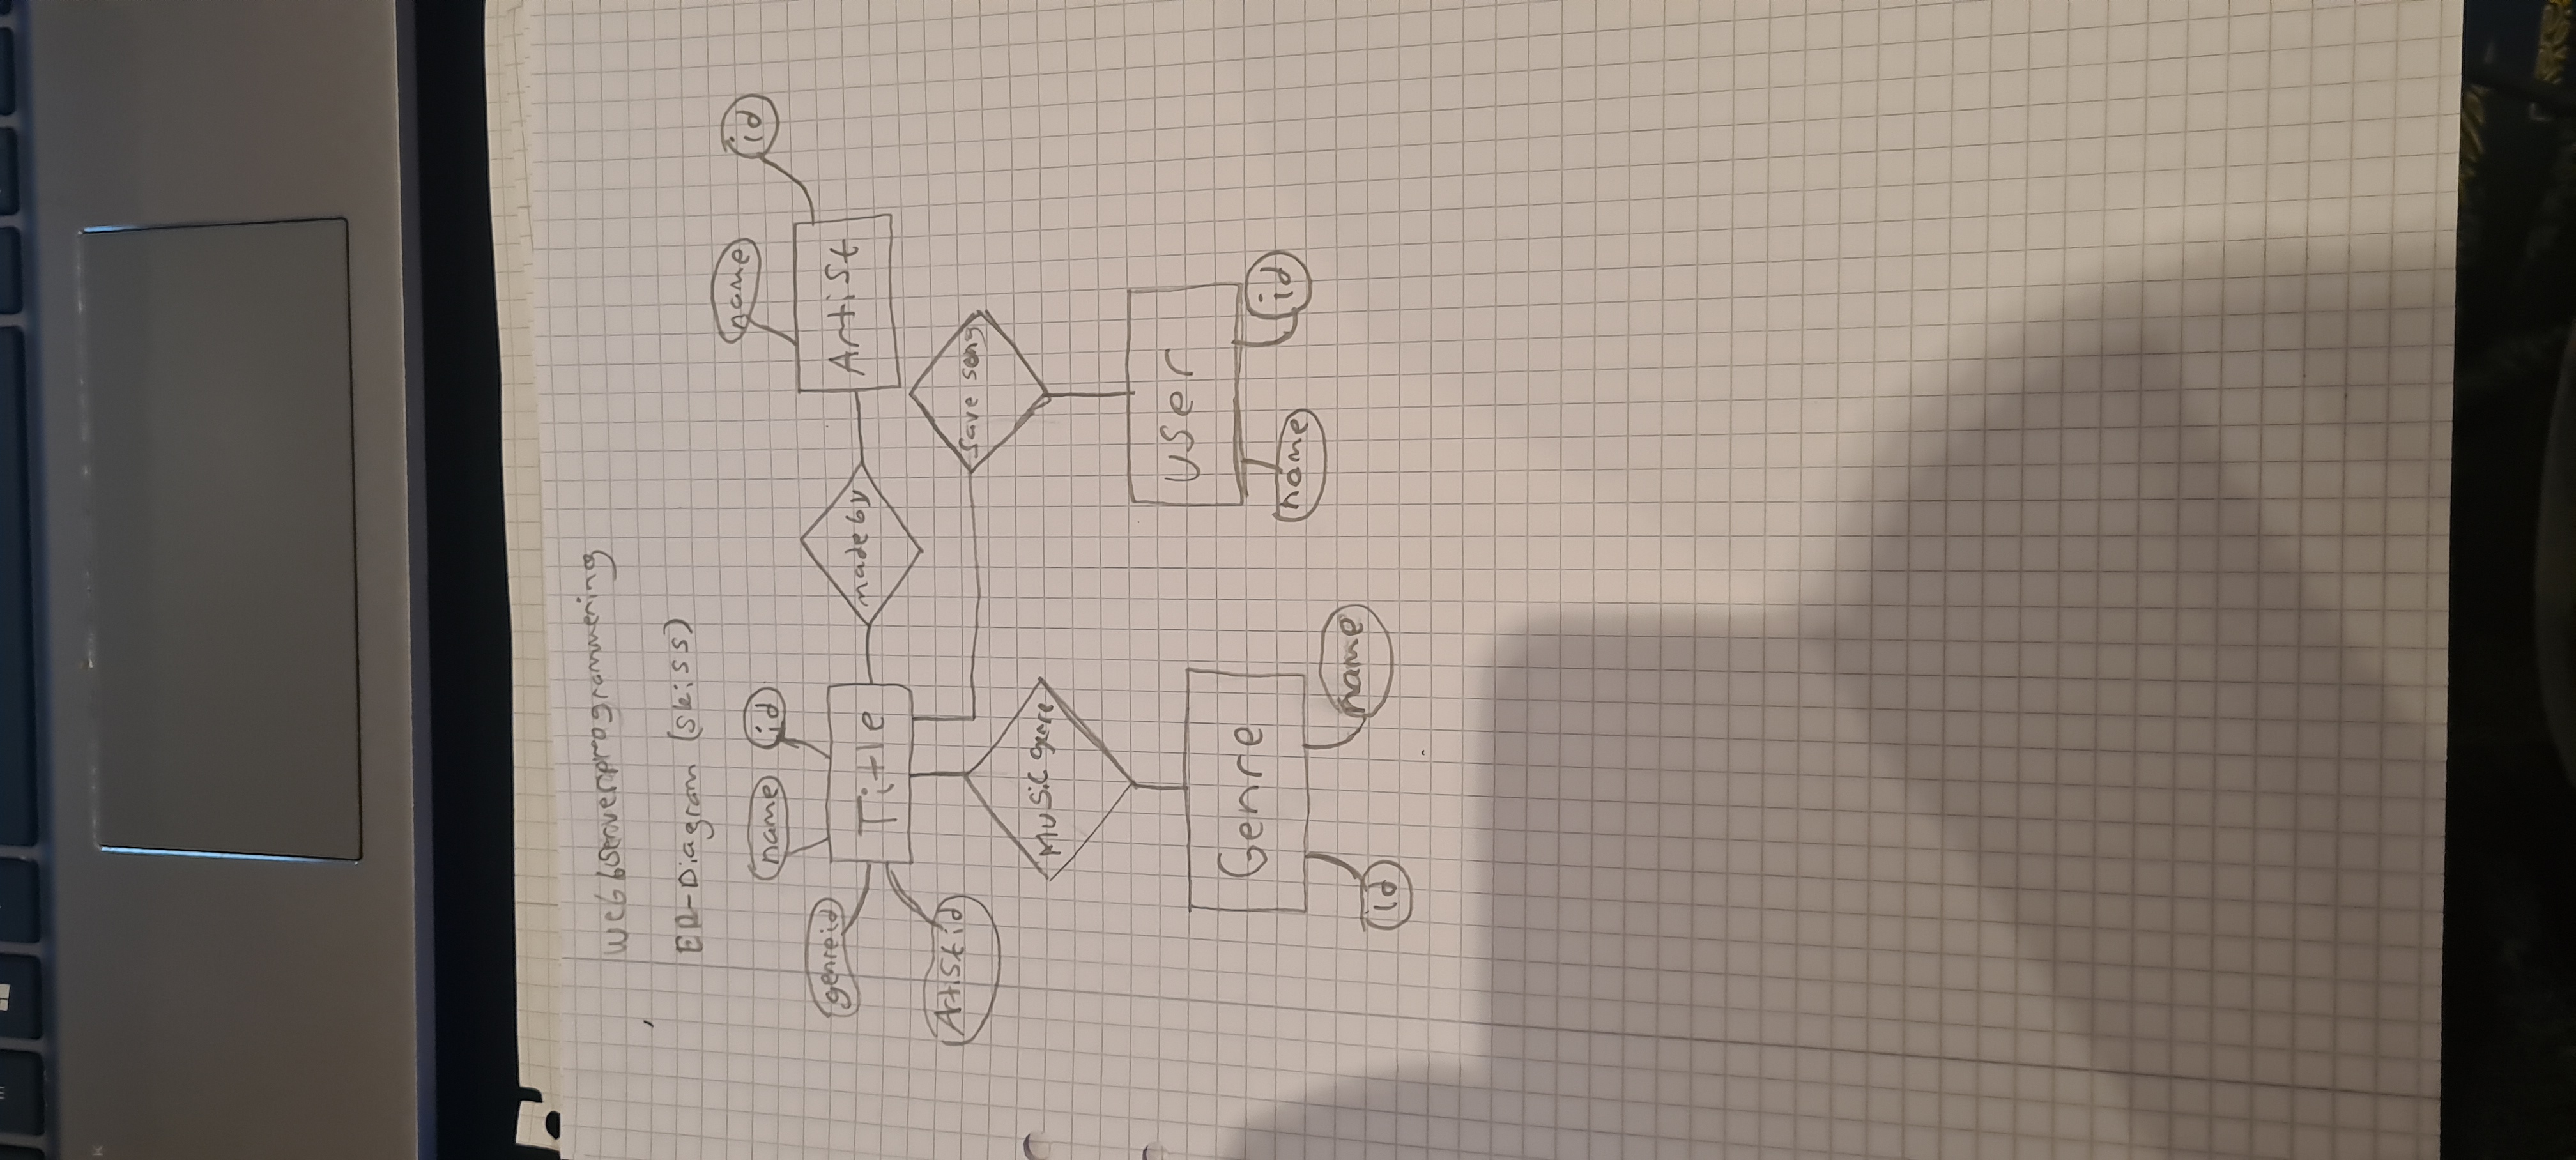 Webbserverprogrammering
ER-Diagram (skiss)
name
id
name
id
genreid
Title
made by
Artist
Artistid
save song
Music genre
user
Genre
name
id
id
name